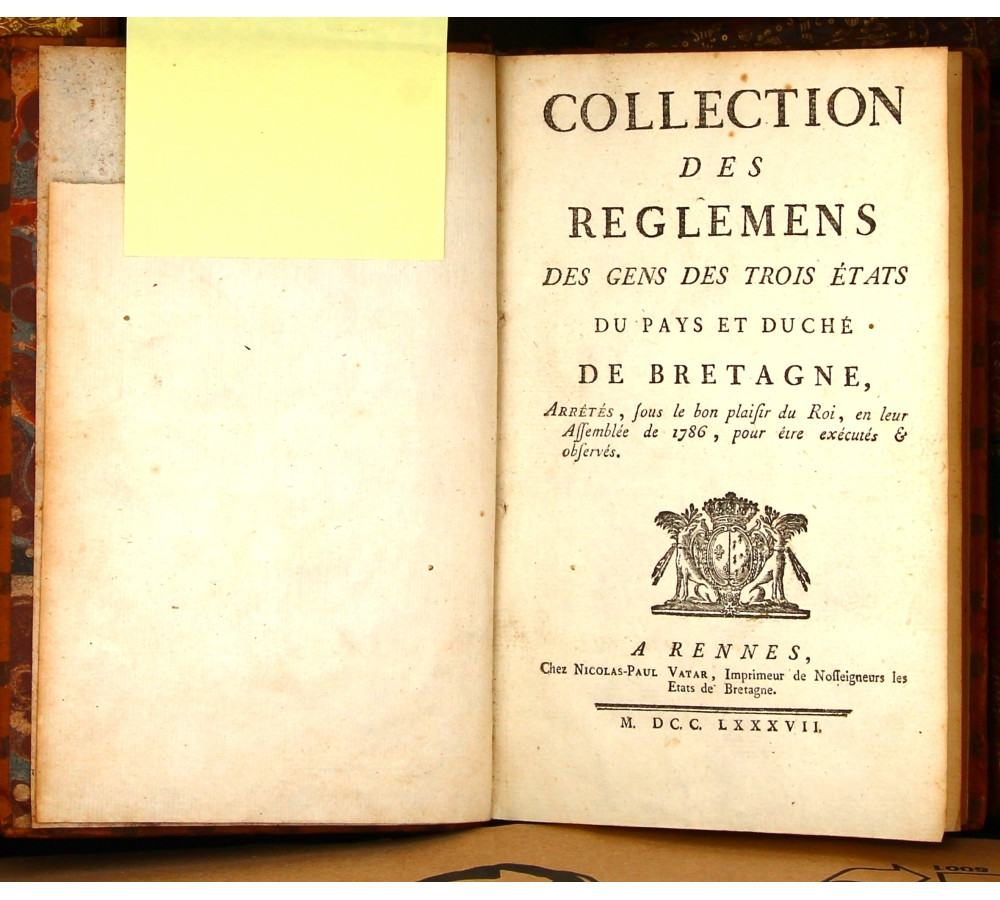 COLLECTION
DES
REGLEMENS
DES GENS DES TROIS ÉTATS
DU PAYS ET DUCHÉ
DE BRETAGNE,
ARRÉTÉS, ſous le bon plaiſir du Roi, en leur
Aſſemblée de 1786, pour être exécutés &
obſervés.
A RENNES,
Chez NICOLAS-PAUL VATAR, Imprimeur de Noſſeigneurs les
Etats de Bretagne.
M. DCC. LXXXVII.